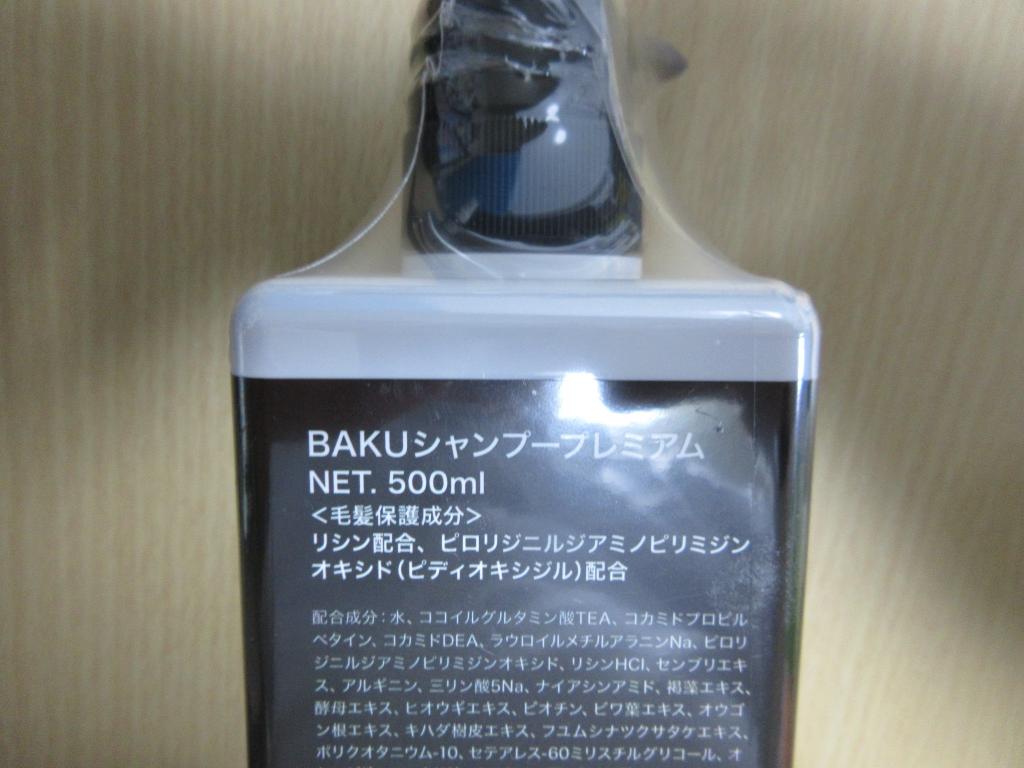 BAKUシャンプープレミアム
NET. 500ml
＜毛髪保護成分＞
リシン配合、ピロリジニルジアミノピリミジン
オキシド（ピディオキシジル）配合
配合成分：水、ココイルグルタミン酸TEA、コカミドプロピル
ベタイン、コカミドDEA、ラウロイルメチルアラニンNa、ピロリ
ジニルジアミノピリミジンオキシド、リシンHCl、センブリエキ
ス、アルギニン、三リン酸5Na、ナイアシンアミド、褐藻エキス、
酵母エキス、ヒオウギエキス、ビオチン、ビワ葉エキス、オウゴ
ン根エキス、キハダ樹皮エキス、フユムシナツクサタケエキス、
ポリクオタニウム-10、セテアレス-60ミリスチルグリコール、オ